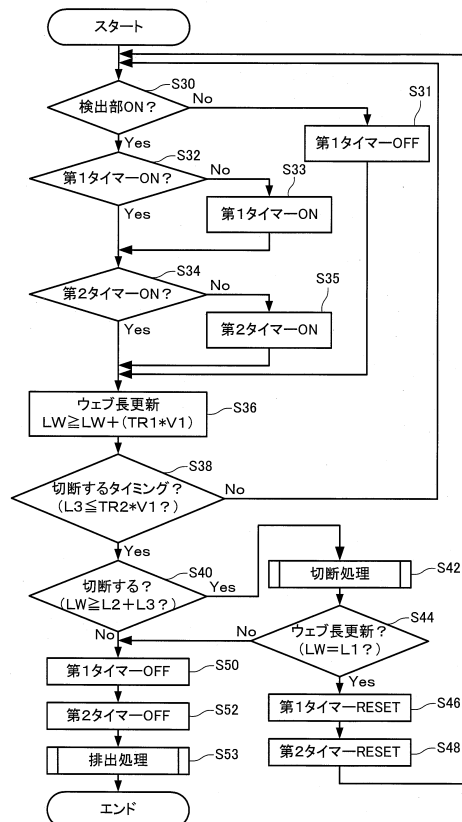 スタート
S30
検出部ON?
No
S31
第1タイマーOFF
Yes
S32
第1タイマーON?
No
S33
第1タイマーON
Yes
S34
第2タイマーON?
No
S35
第2タイマーON
Yes
ウェブ長更新
LW≧LW+(TR1*V1)
S36
S38
切断するタイミング?
(L3≦TR2*V1?)
No
Yes
S40
切断する?
(LW≧L2+L3?)
Yes
No
切断処理
S42
S44
ウェブ長更新?
(LW=L1?)
No
Yes
第1タイマーRESET
S46
第2タイマーRESET
S48
第1タイマーOFF
S50
第2タイマーOFF
S52
排出処理
S53
エンド